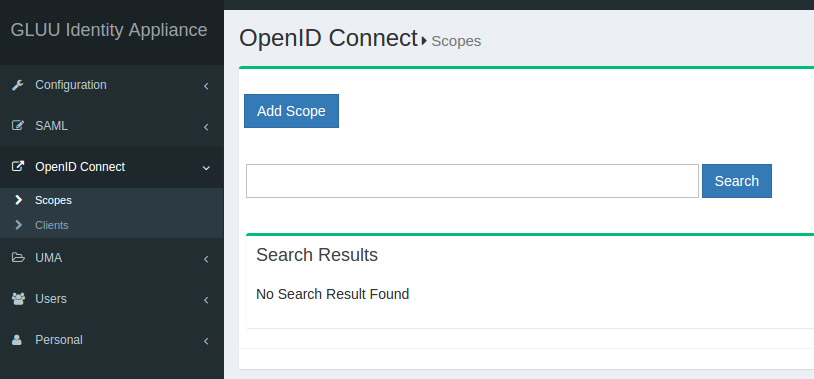 GLUU Identity Appliance
Configuration
SAML
OpenID Connect
Scopes
Clients
UMA
Users
Personal
OpenID Connect Scopes
Add Scope
Search
Search Results
No Search Result Found